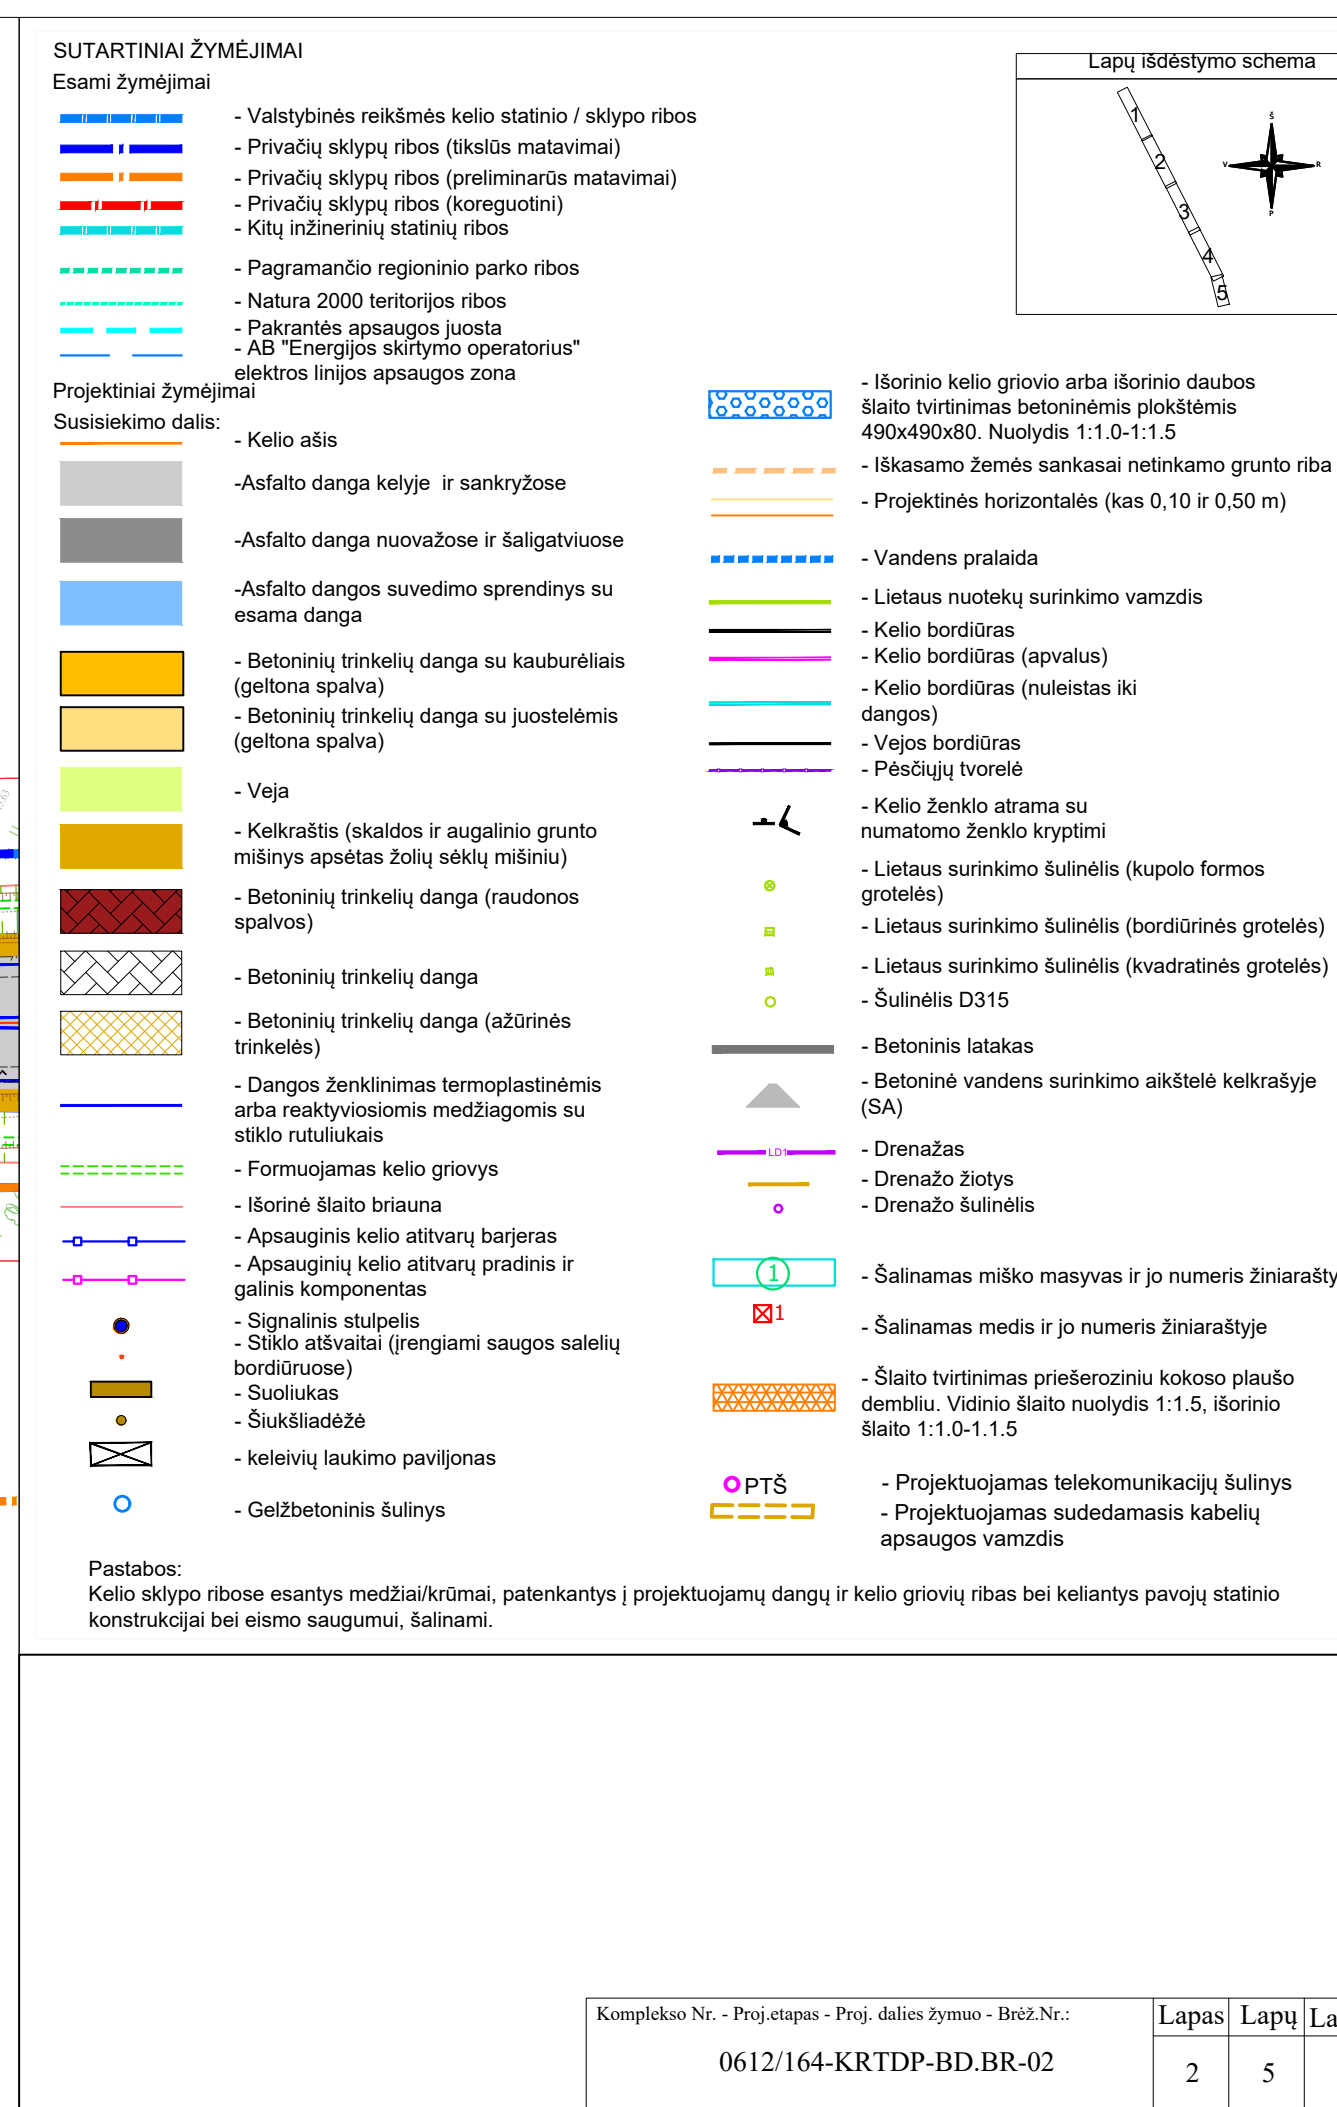 SUTARTINIAI ŽYMĖJIMAI
Esami žymėjimai
- Valstybinės reikšmės kelio statinio / sklypo ribos
- Privačių sklypų ribos (tikslūs matavimai)
- Privačių sklypų ribos (preliminarūs matavimai)
- Privačių sklypų ribos (koreguotini)
- Kitų inžinerinių statinių ribos
- Pagramančio regioninio parko ribos
- Natura 2000 teritorijos ribos
- Pakrantės apsaugos juosta
- AB "Energijos skirtymo operatorius"
elektros linijos apsaugos zona
Lapų išdėstymo schema
1
2
3
4
5
Š
V
R
P
Projektiniai žymėjimai
Susisiekimo dalis:
- Kelio ašis
-Asfalto danga kelyje ir sankryžose
-Asfalto danga nuovažose ir šaligatviuose
-Asfalto dangos suvedimo sprendinys su
esama danga
- Betoninių trinkelių danga su kauburėliais
(geltona spalva)
- Betoninių trinkelių danga su juostelėmis
(geltona spalva)
- Veja
- Kelkraštis (skaldos ir augalinio grunto
mišinys apsėtas žolių sėklų mišiniu)
- Betoninių trinkelių danga (raudonos
spalvos)
- Betoninių trinkelių danga
- Betoninių trinkelių danga (ažūrinės
trinkelės)
- Dangos ženklinimas termoplastinėmis
arba reaktyviosiomis medžiagomis su
stiklo rutuliukais
- Formuojamas kelio griovys
- Išorinė šlaito briauna
- Apsauginis kelio atitvarų barjeras
- Apsauginių kelio atitvarų pradinis ir
galinis komponentas
- Signalinis stulpelis
- Stiklo atšvaitai (įrengiami saugos salelių
bordiūruose)
- Suoliukas
- Šiukšliadėžė
- keleivių laukimo paviljonas
- Gelžbetoninis šulinys
- Išorinio kelio griovio arba išorinio daubos
šlaito tvirtinimas betoninėmis plokštėmis
490x490x80. Nuolydis 1:1.0-1:1.5
- Iškasamo žemės sankasai netinkamo grunto riba
- Projektinės horizontalės (kas 0,10 ir 0,50 m)
- Vandens pralaida
- Lietaus nuotekų surinkimo vamzdis
- Kelio bordiūras
- Kelio bordiūras (apvalus)
- Kelio bordiūras (nuleistas iki
dangos)
- Vejos bordiūras
- Pėsčiųjų tvorelė
- Kelio ženklo atrama su
numatomo ženklo kryptimi
- Lietaus surinkimo šulinėlis (kupolo formos
grotelės)
- Lietaus surinkimo šulinėlis (bordiūrinės grotelės)
- Lietaus surinkimo šulinėlis (kvadratinės grotelės)
- Šulinėlis D315
- Betoninis latakas
- Betoninė vandens surinkimo aikštelė kelkrašyje
(SA)
LD1 - Drenažas
- Drenažo žiotys
- Drenažo šulinėlis
1 - Šalinamas miško masyvas ir jo numeris žiniarašty
1 - Šalinamas medis ir jo numeris žiniaraštyje
- Šlaito tvirtinimas priešeroziniu kokoso plaušo
dembliu. Vidinio šlaito nuolydis 1:1.5, išorinio
šlaito 1:1.0-1.1.5
PTŠ - Projektuojamas telekomunikacijų šulinys
- Projektuojamas sudedamasis kabelių
apsaugos vamzdis
Pastabos:
Kelio sklypo ribose esantys medžiai/krūmai, patenkantys į projektuojamų dangų ir kelio griovių ribas bei keliantys pavojų statinio
konstrukcijai bei eismo saugumui, šalinami.
Komplekso Nr. - Proj.etapas - Proj. dalies žymuo - Brėž.Nr.:
0612/164-KRTDP-BD.BR-02
Lapas Lapų La
2 5